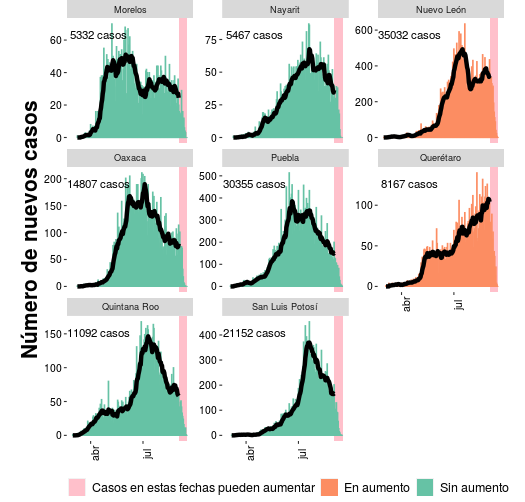 Número de nuevos casos
Morelos
5332 casos
60
40
20
0
Nayarit
5467 casos
75
50
25
0
Nuevo León
35032 casos
600
400
200
0
Oaxaca
14807 casos
200
150
100
50
0
Puebla
30355 casos
500
400
300
200
100
0
Querétaro
8167 casos
100
50
0
abr
jul
Quintana Roo
11092 casos
150
100
50
0
abr
jul
San Luis Potosí
21152 casos
400
300
200
100
0
abr
jul
Casos en estas fechas pueden aumentar
En aumento
Sin aumento